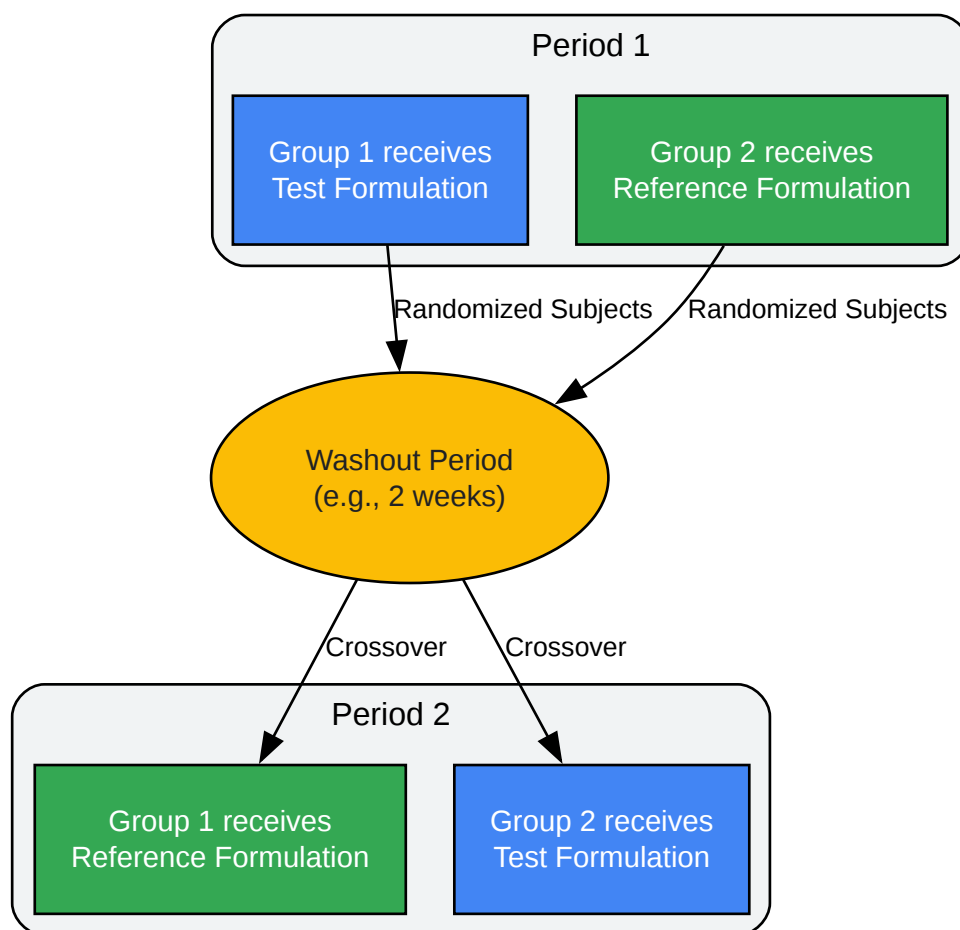 Period 1
Group 1 receives
Test Formulation
Group 2 receives
Reference Formulation
Randomized Subjects
Randomized Subjects
Washout Period
(e.g., 2 weeks)
Crossover
Crossover
Period 2
Group 1 receives
Reference Formulation
Group 2 receives
Test Formulation